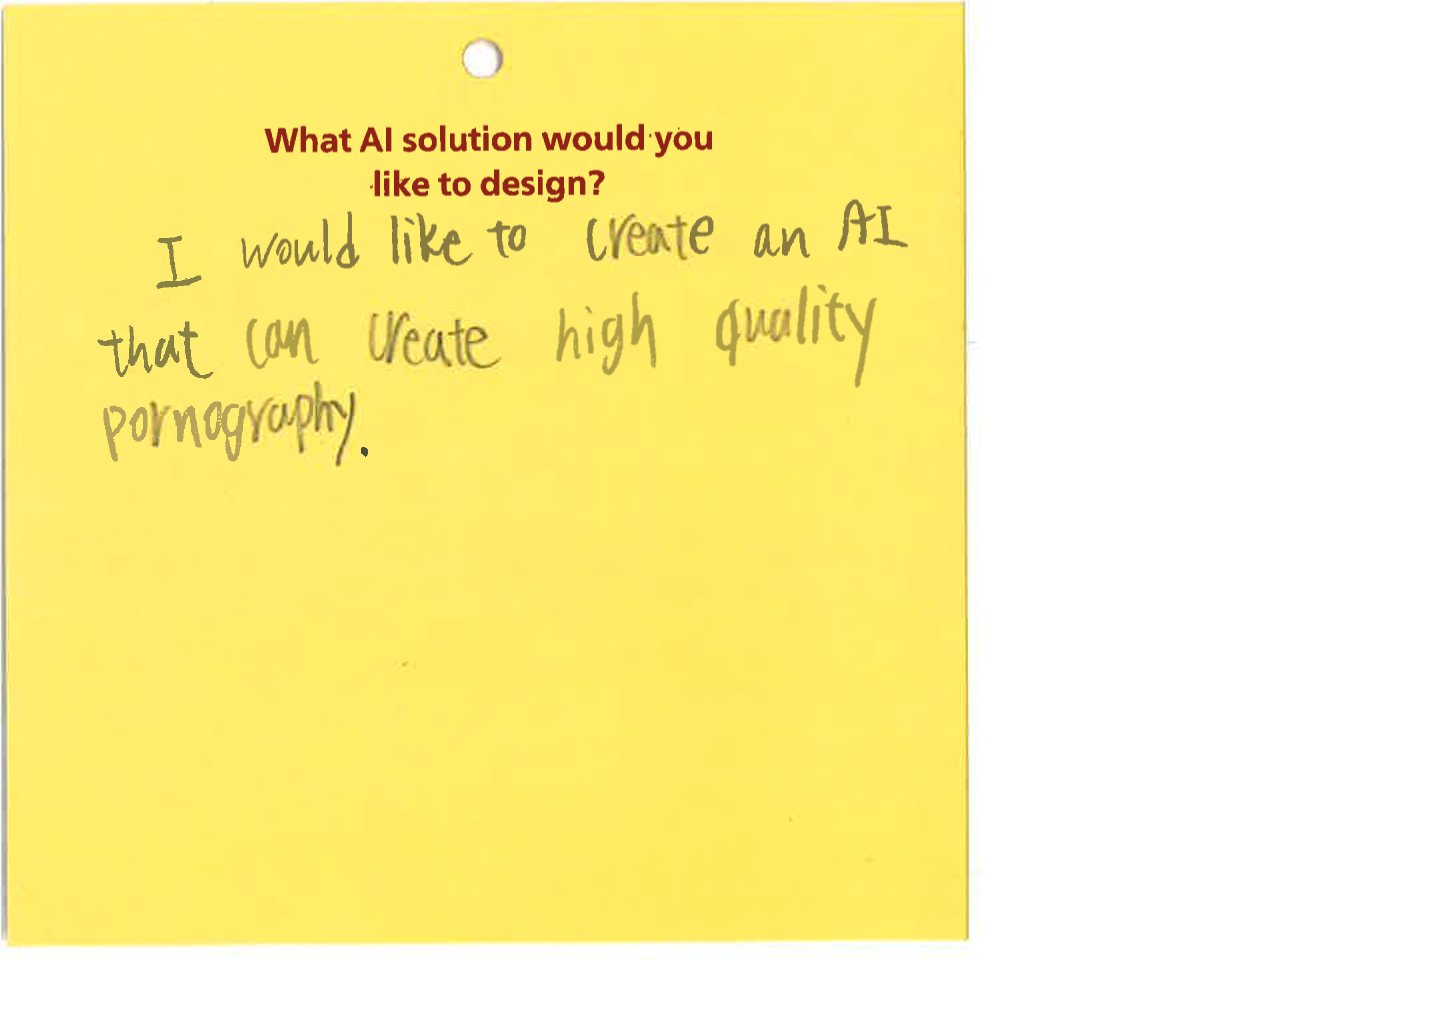 What AI solution would you
like to design?
I would like to create an AI
that can create high quality
pornography.